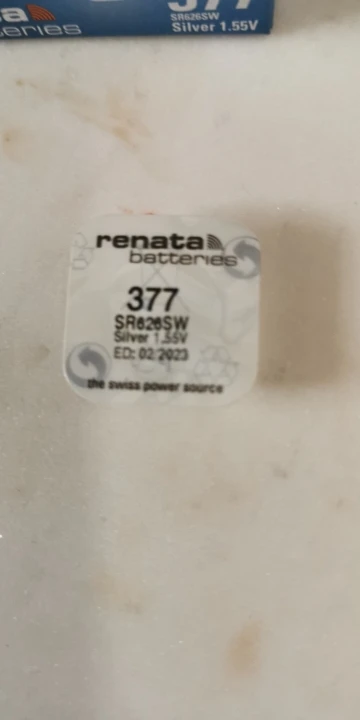 377
SR626SW
Silver 1.55V
renata
batteries
377
SR626SW
Silver 1.55V
ED: 02/2023
the swiss power source